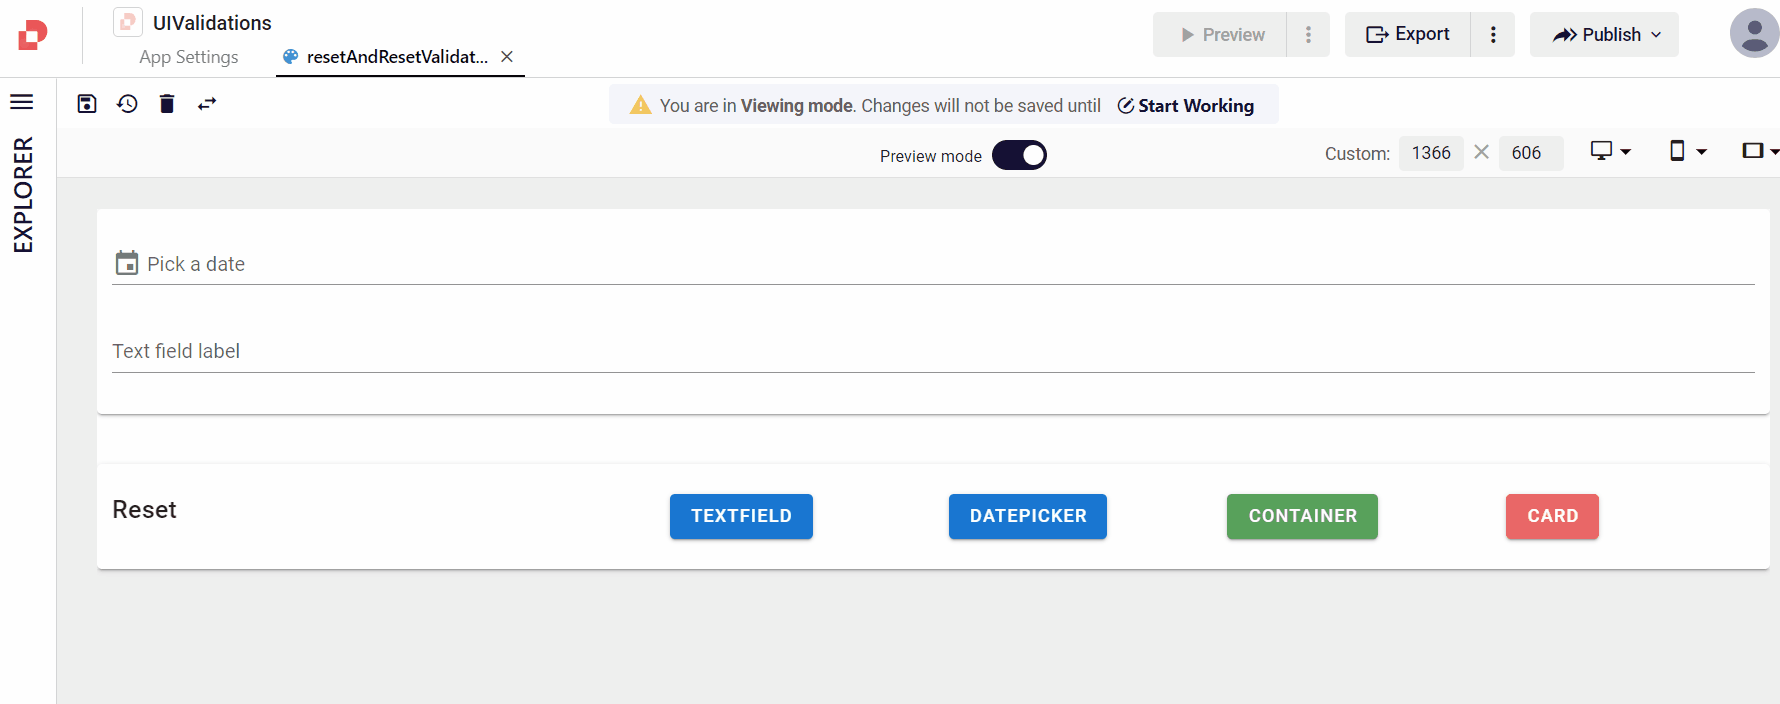 UIValidations
App Settings
resetAndResetValidat...
Preview
Export
Publish
You are in Viewing mode. Changes will not be saved until Start Working
EXPLORER
Preview mode
Custom: 1366 606
Pick a date
Text field label
Reset
TEXTFIELD
DATEPICKER
CONTAINER
CARD